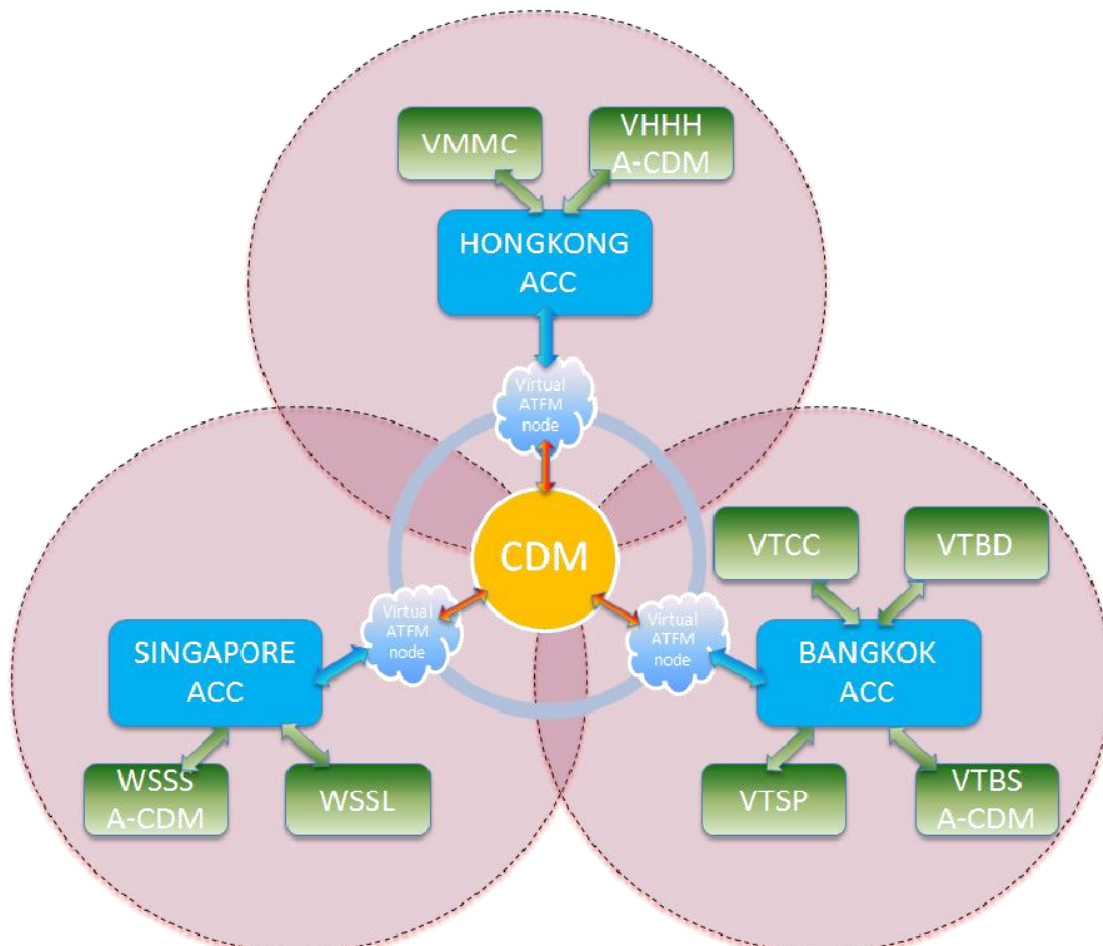 VMMC
VHHH
A-CDM
HONGKONG
ACC
Virtual
ATFM
node
CDM
VTCC
VTBD
Virtual
ATFM
node
Virtual
ATFM
node
SINGAPORE
ACC
BANGKOK
ACC
WSSS
A-CDM
WSSL
VTSP
VTBS
A-CDM